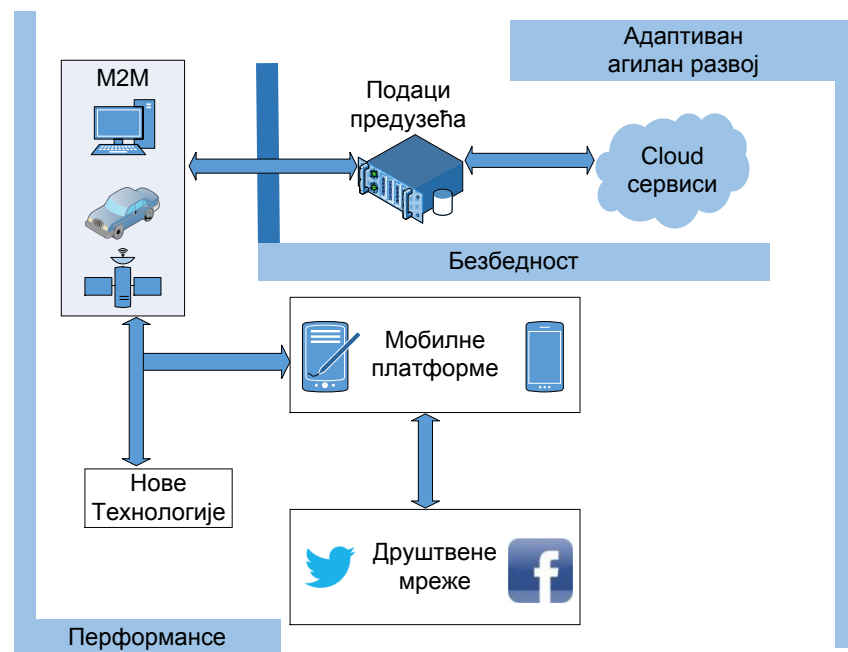 Адаптиван
агилан развој
M2M
Подаци
предузећа
Cloud
сервиси
Безбедност
Мобилне
платформе
Нове
Технологије
Друштвене
мреже
f
Перформансе